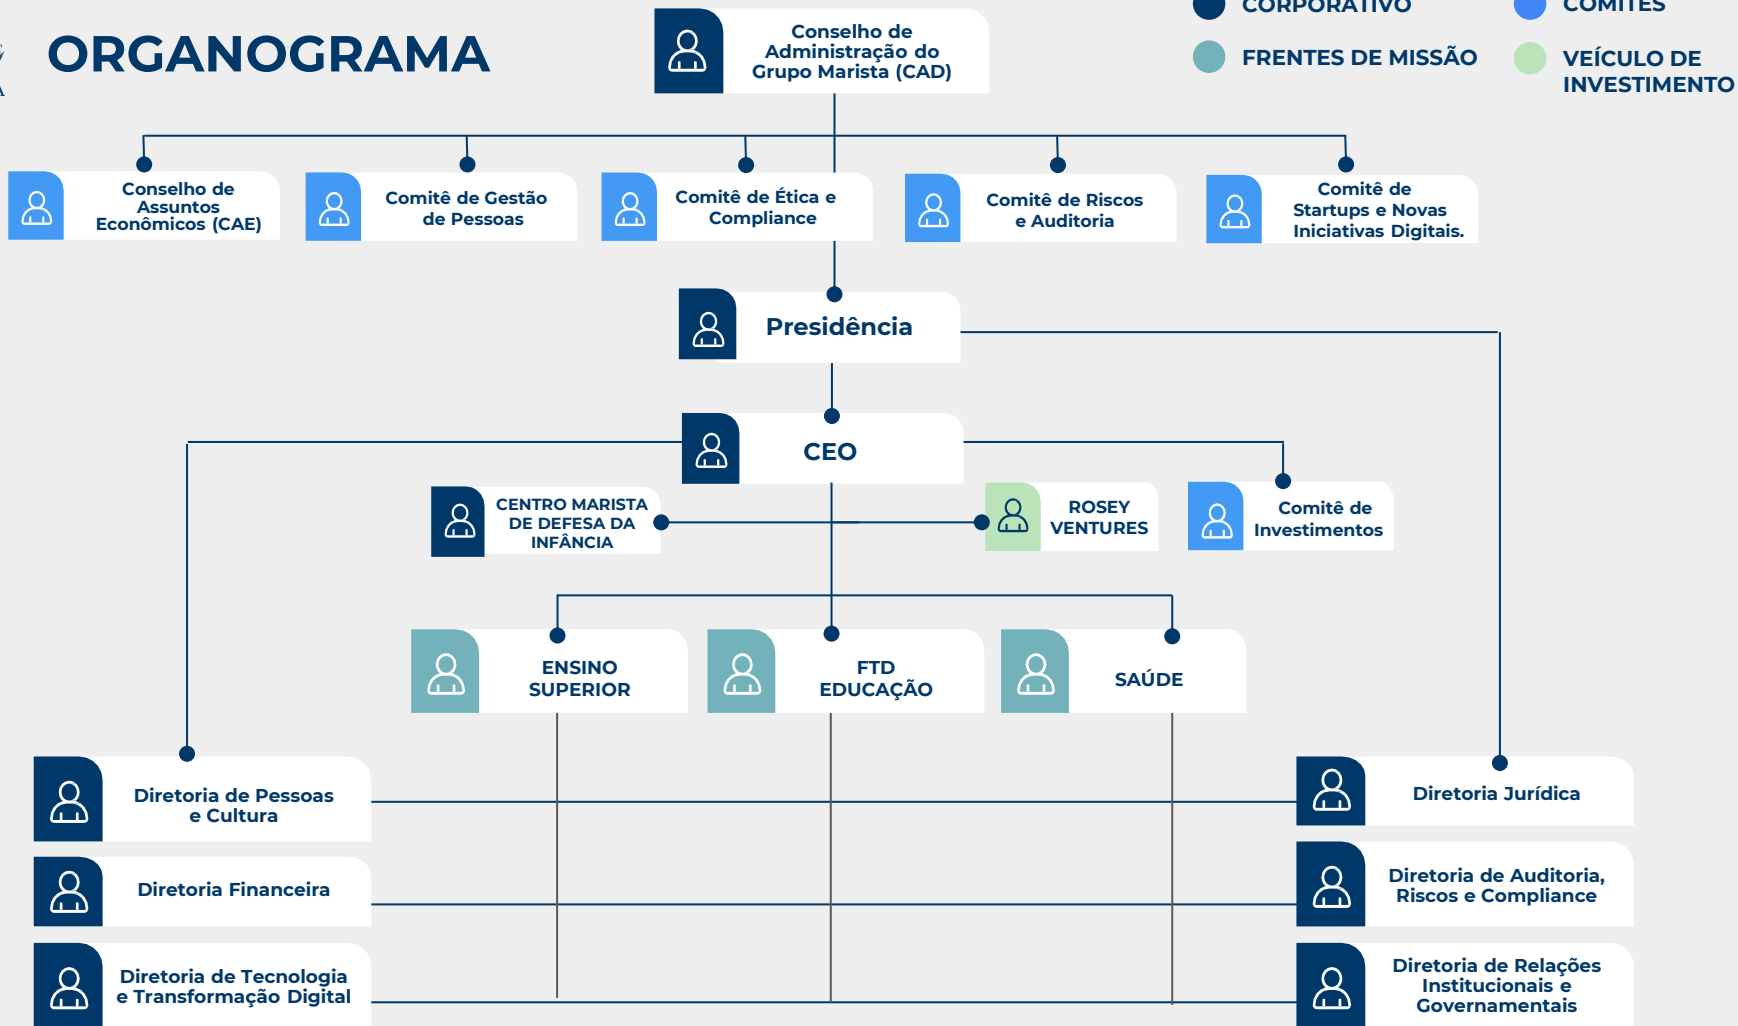 ORGANOGRAMA
CORPORATIVO
COMITÊS
FRENTES DE MISSÃO
VEÍCULO DE
INVESTIMENTO
Conselho de
Administração do
Grupo Marista (CAD)
Conselho de
Assuntos
Econômicos (CAE)
Comitê de Gestão
de Pessoas
Comitê de Ética e
Compliance
Comitê de Riscos
e Auditoria
Comitê de
Startups e Novas
Iniciativas Digitais.
Presidência
CEO
CENTRO MARISTA
DE DEFESA DA
INFÂNCIA
ROSEY
VENTURES
Comitê de
Investimentos
ENSINO
SUPERIOR
FTD
EDUCAÇÃO
SAÚDE
Diretoria de Pessoas
e Cultura
Diretoria Jurídica
Diretoria Financeira
Diretoria de Auditoria,
Riscos e Compliance
Diretoria de Tecnologia
e Transformação Digital
Diretoria de Relações
Institucionais e
Governamentais